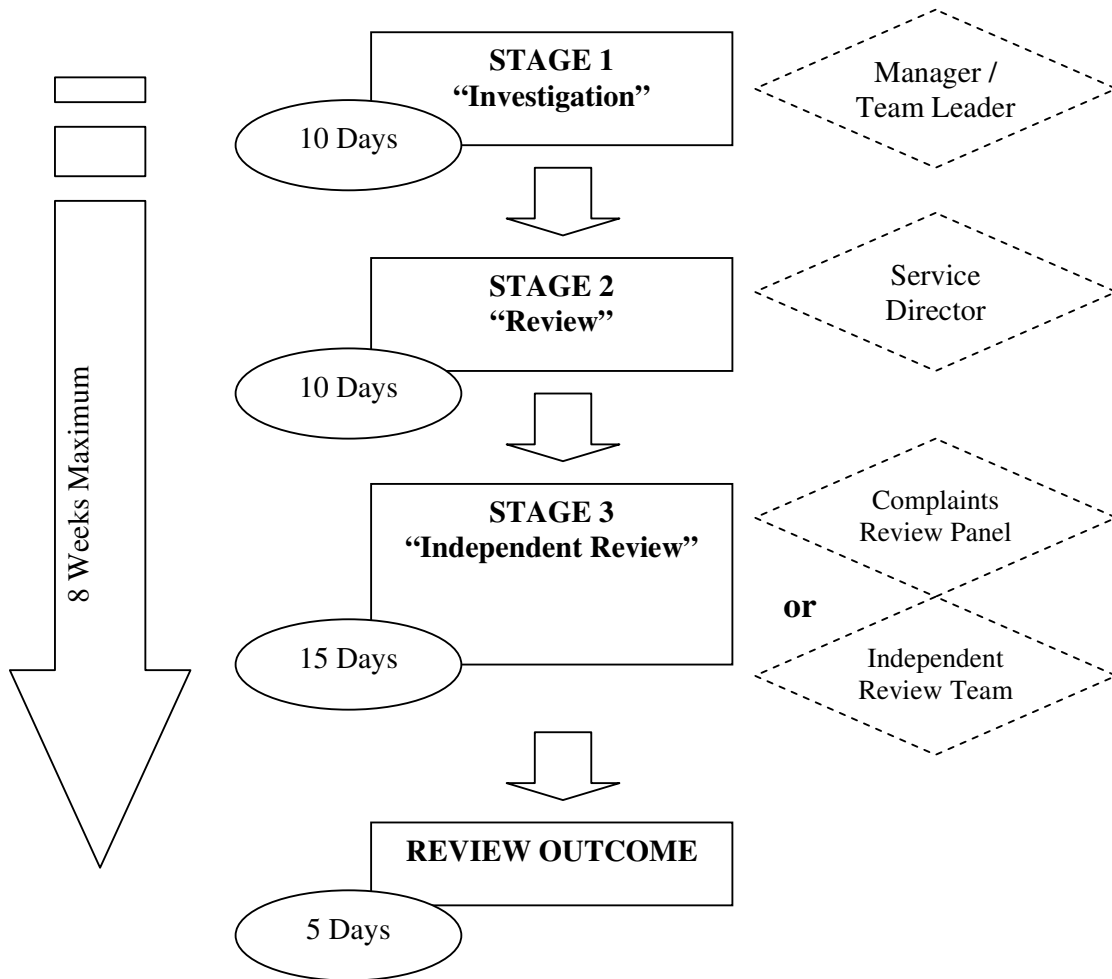 STAGE 1
“Investigation”
10 Days
Manager /
Team Leader
STAGE 2
“Review”
10 Days
Service
Director
8 Weeks Maximum
STAGE 3
“Independent Review”
15 Days
Complaints
Review Panel
or
Independent
Review Team
REVIEW OUTCOME
5 Days